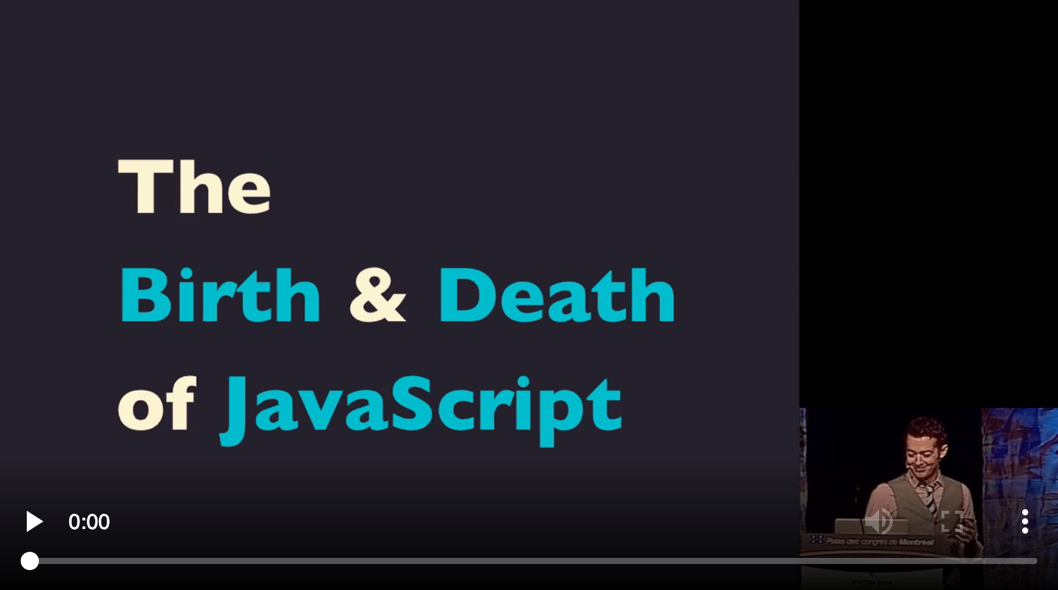 The
Birth & Death
of JavaScript
0:00
Palais des congrès de Montréal